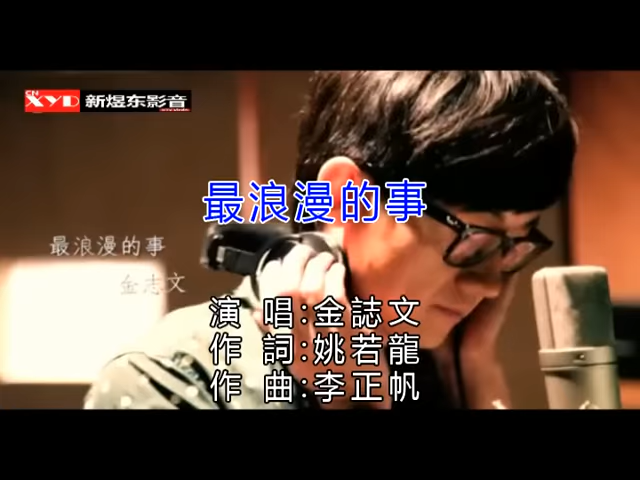 CN
XYD 新煜东影音
最浪漫的事
最浪漫的事
金志文
演 唱:金誌文
作 詞:姚若龍
作 曲:李正帆